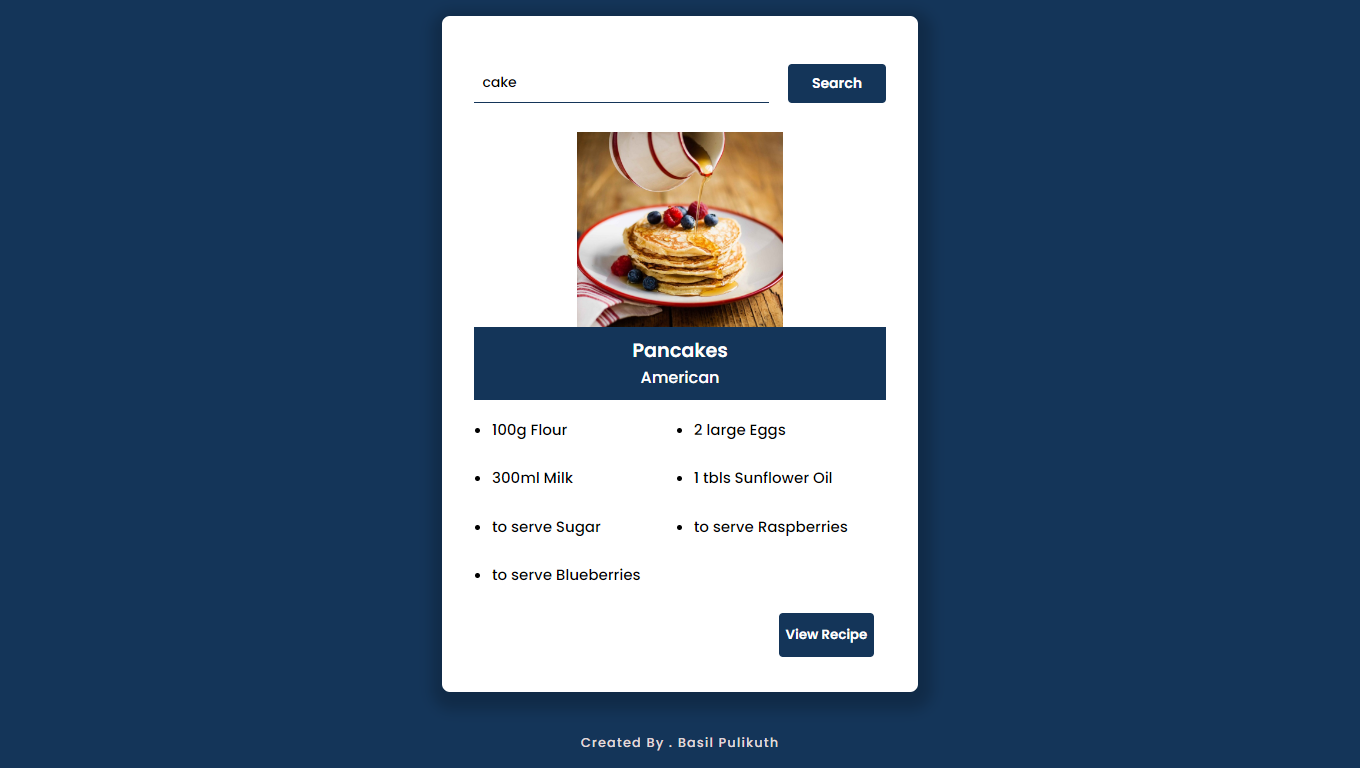 cake
Search
Pancakes
American
100g Flour
2 large Eggs
300ml Milk
1 tbls Sunflower Oil
to serve Sugar
to serve Raspberries
to serve Blueberries
View Recipe
Created By . Basil Pulikuth